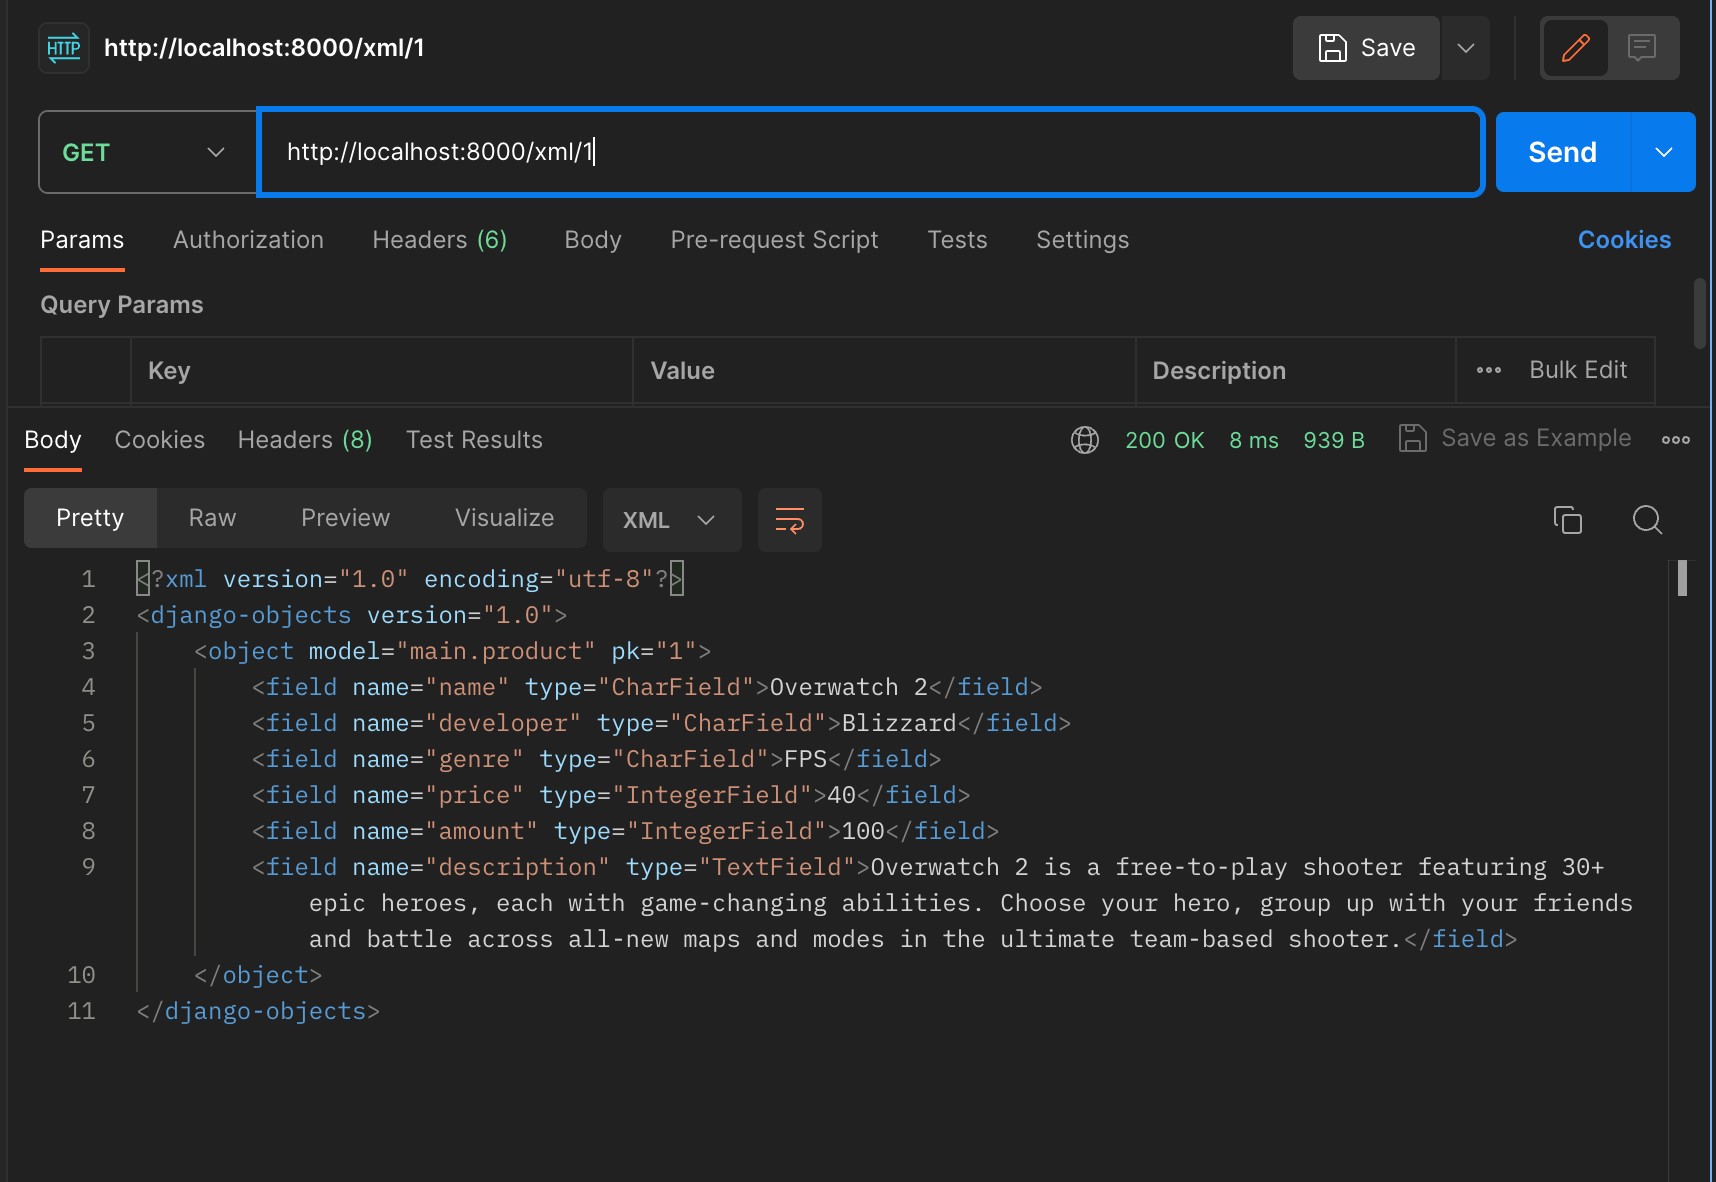 HTTP http://localhost:8000/xml/1 Save
GET http://localhost:8000/xml/1 Send
Params Authorization Headers (6) Body Pre-request Script Tests Settings Cookies
Query Params
Key Value Description Bulk Edit
Body Cookies Headers (8) Test Results 200 OK 8 ms 939 B Save as Example
Pretty Raw Preview Visualize XML
1 <?xml version="1.0" encoding="utf-8"?>
2 <django-objects version="1.0">
3 <object model="main.product" pk="1">
4 <field name="name" type="CharField">Overwatch 2</field>
5 <field name="developer" type="CharField">Blizzard</field>
6 <field name="genre" type="CharField">FPS</field>
7 <field name="price" type="IntegerField">40</field>
8 <field name="amount" type="IntegerField">100</field>
9 <field name="description" type="TextField">Overwatch 2 is a free-to-play shooter featuring 30+
epic heroes, each with game-changing abilities. Choose your hero, group up with your friends
and battle across all-new maps and modes in the ultimate team-based shooter.</field>
10 </object>
11 </django-objects>